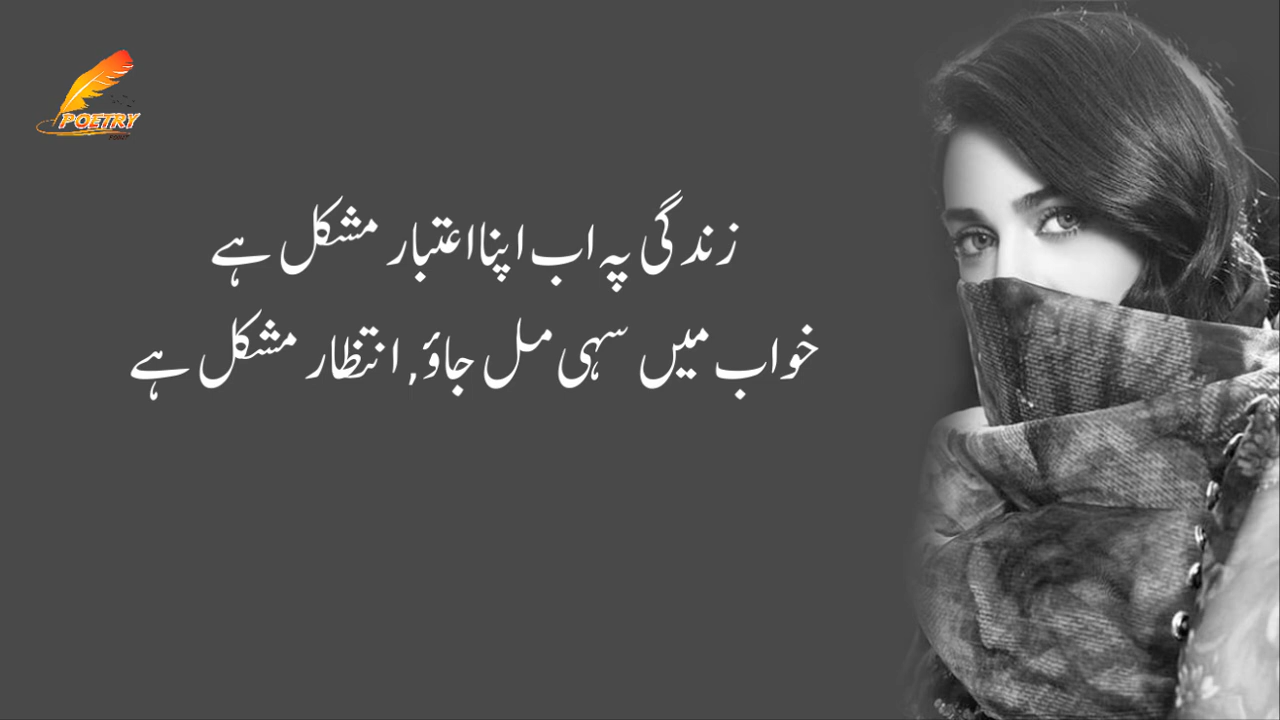 POETRY
زندگی پہ اب اپنا اعتبار مشکل ہے
خواب میں سہی مل جاؤ, انتظار مشکل ہے